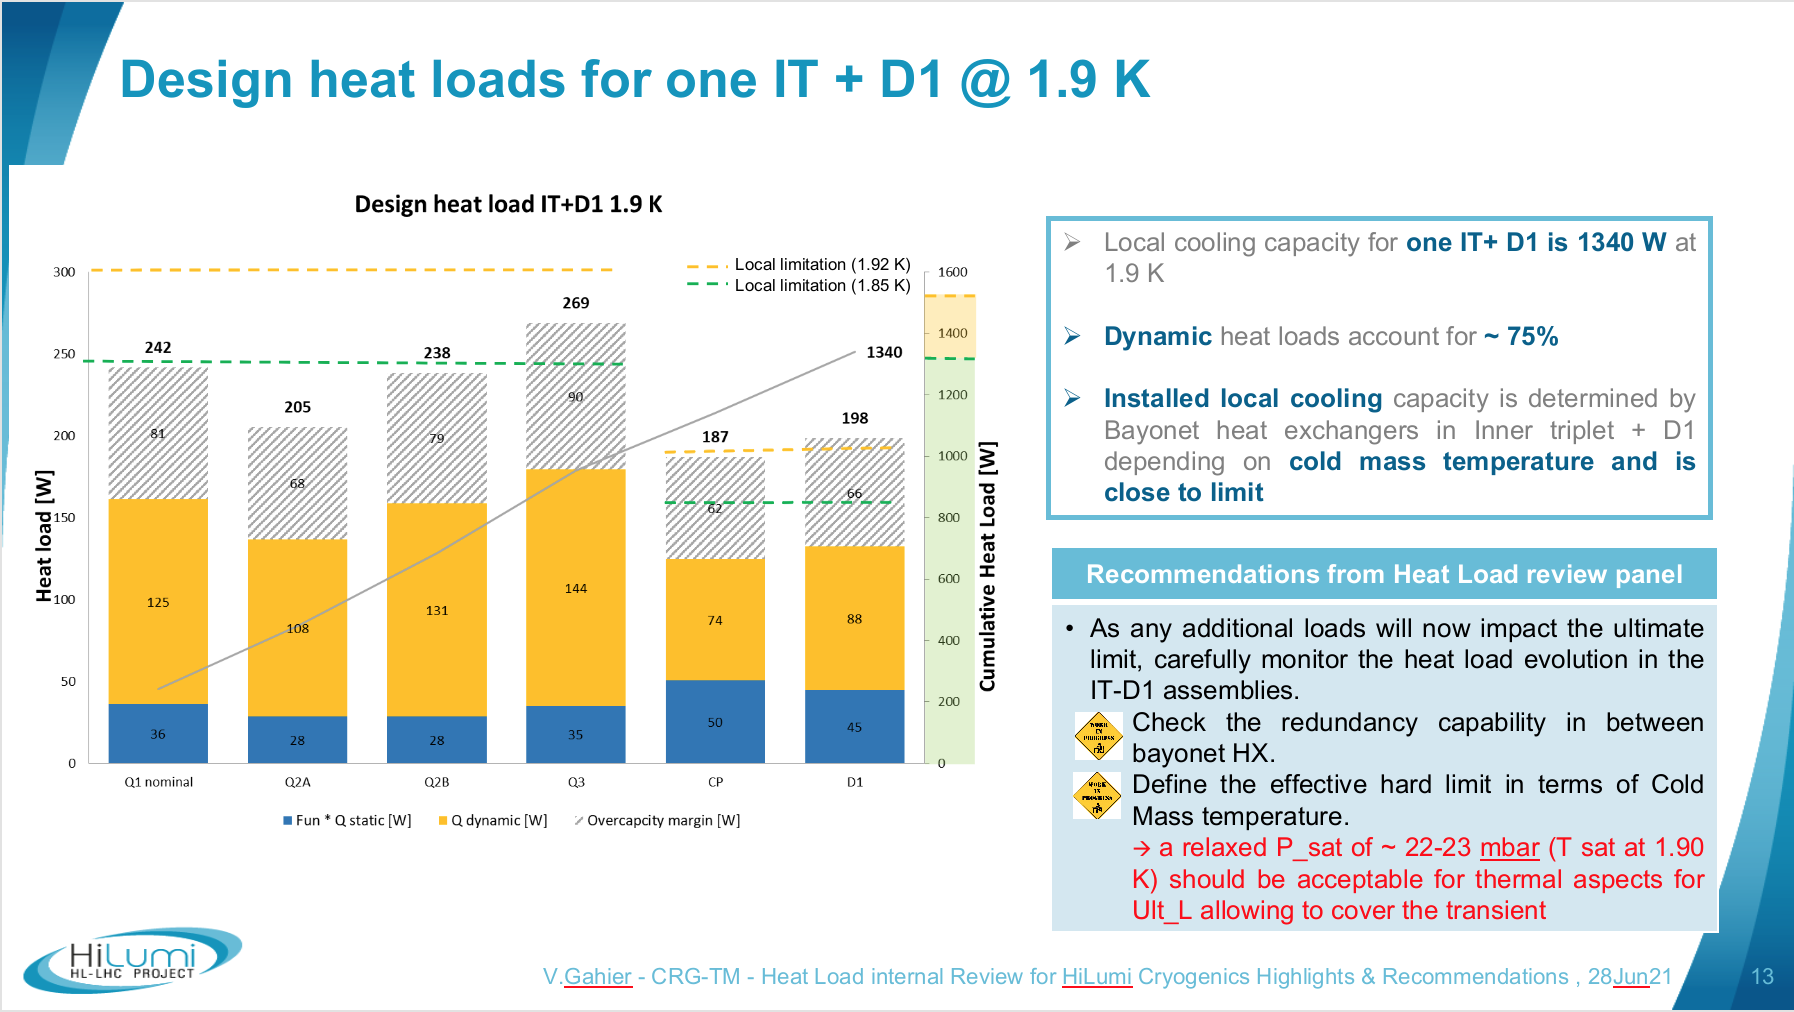 Design heat loads for one IT + D1 @ 1.9 K
Design heat load IT+D1 1.9 K
Local limitation (1.92 K)
Local limitation (1.85 K)
Heat load [W]
300
250
200
150
100
50
0
242
81
125
36
205
68
108
28
238
79
131
28
269
90
144
35
187
62
74
50
198
66
88
45
1340
1600
1400
1200
1000
800
600
400
200
0
Cumulative Heat Load [W]
Q1 nominal
Q2A
Q2B
Q3
CP
D1
Fun * Q static [W]
Q dynamic [W]
Overcapcity margin [W]
➢ Local cooling capacity for one IT+ D1 is 1340 W at
1.9 K
➢ Dynamic heat loads account for ~ 75%
➢ Installed local cooling capacity is determined by
Bayonet heat exchangers in Inner triplet + D1
depending on cold mass temperature and is
close to limit
Recommendations from Heat Load review panel
• As any additional loads will now impact the ultimate
limit, carefully monitor the heat load evolution in the
IT-D1 assemblies.
WORK
IN
PROGRESS
Check the redundancy capability in between
bayonet HX.
WORK
IN
PROGRESS
Define the effective hard limit in terms of Cold
Mass temperature.
→ a relaxed P_sat of ~ 22-23 mbar (T sat at 1.90
K) should be acceptable for thermal aspects for
Ult_L allowing to cover the transient
HiLumi
HL-LHC PROJECT
V.Gahier - CRG-TM - Heat Load internal Review for HiLumi Cryogenics Highlights & Recommendations , 28Jun21
13